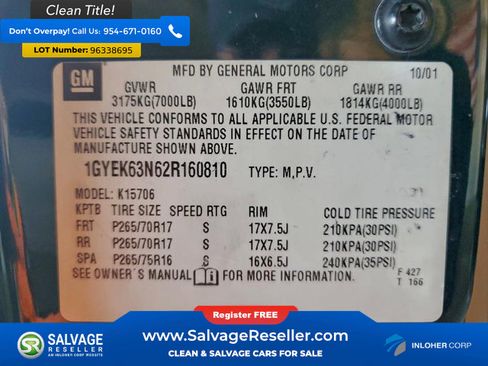 Clean Title!
Don't Overpay! Call Us: 954-671-0160
LOT Number: 96338695
GM
MFD BY GENERAL MOTORS CORP 10/01
GVWR GAWR FRT GAWR RR
3175KG(7000LB) 1610KG(3550LB) 1814KG(4000LB)
THIS VEHICLE CONFORMS TO ALL APPLICABLE U.S. FEDERAL MOTOR
VEHICLE SAFETY STANDARDS IN EFFECT ON THE DATE OF
MANUFACTURE SHOWN ABOVE.
1GYEK63N62R160810 TYPE: M,P.V.
MODEL: K15706
KPTB TIRE SIZE SPEED RTG RIM COLD TIRE PRESSURE
FRT P265/70R17 S 17X7.5J 210KPA(30PSI)
RR P265/70R17 S 17X7.5J 210KPA(30PSI)
SPA P265/75R16 S 16X6.5J 240KPA(35PSI)
SEE OWNER'S MANUAL FOR MORE INFORMATION. F 427
T 166
Register FREE
SALVAGE
RESELLER
AN INLOHER CORP WEBSITE
www.SalvageReseller.com
CLEAN & SALVAGE CARS FOR SALE
INLOHER CORP